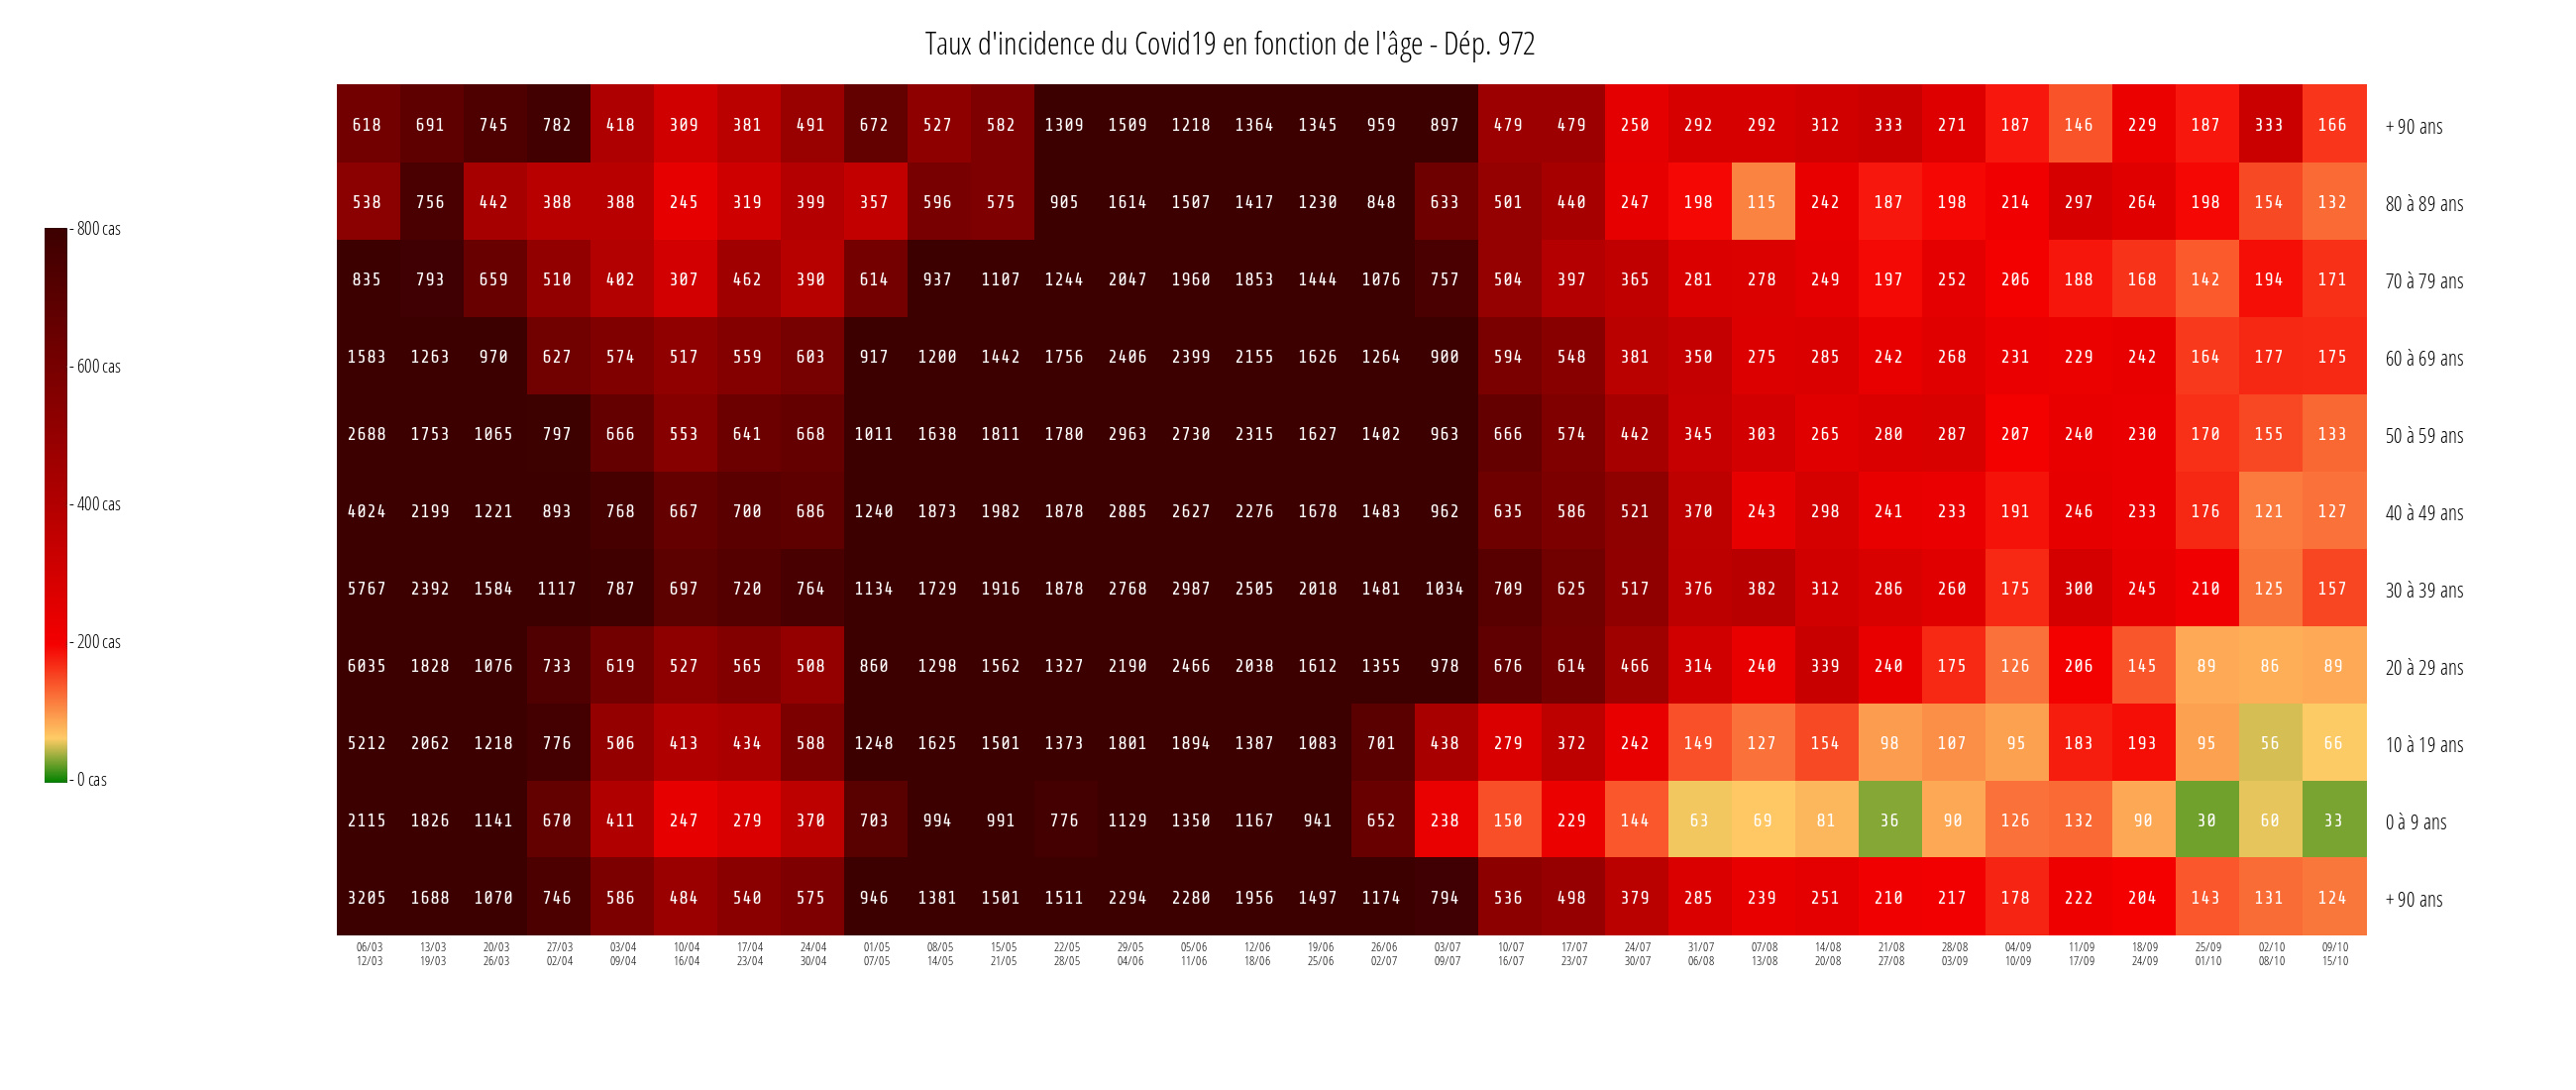 Taux d'incidence du Covid19 en fonction de l'âge - Dép. 972
- 800 cas
- 600 cas
- 400 cas
- 200 cas
- 0 cas
618 691 745 782 418 309 381 491 672 527 582 1309 1509 1218 1364 1345 959 897 479 479 250 292 292 312 333 271 187 146 229 187 333 166 + 90 ans
538 756 442 388 388 245 319 399 357 596 575 905 1614 1507 1417 1230 848 633 501 440 247 198 115 242 187 198 214 297 264 198 154 132 80 à 89 ans
835 793 659 510 402 307 462 390 614 937 1107 1244 2047 1960 1853 1444 1076 757 504 397 365 281 278 249 197 252 206 188 168 142 194 171 70 à 79 ans
1583 1263 970 627 574 517 559 603 917 1200 1442 1756 2406 2399 2155 1626 1264 900 594 548 381 350 275 285 242 268 231 229 242 164 177 175 60 à 69 ans
2688 1753 1065 797 666 553 641 668 1011 1638 1811 1780 2963 2730 2315 1627 1402 963 666 574 442 345 303 265 280 287 207 240 230 170 155 133 50 à 59 ans
4024 2199 1221 893 768 667 700 686 1240 1873 1982 1878 2885 2627 2276 1678 1483 962 635 586 521 370 243 298 241 233 191 246 233 176 121 127 40 à 49 ans
5767 2392 1584 1117 787 697 720 764 1134 1729 1916 1878 2768 2987 2505 2018 1481 1034 709 625 517 376 382 312 286 260 175 300 245 210 125 157 30 à 39 ans
6035 1828 1076 733 619 527 565 508 860 1298 1562 1327 2190 2466 2038 1612 1355 978 676 614 466 314 240 339 240 175 126 206 145 89 86 89 20 à 29 ans
5212 2062 1218 776 506 413 434 588 1248 1625 1501 1373 1801 1894 1387 1083 701 438 279 372 242 149 127 154 98 107 95 183 193 95 56 66 10 à 19 ans
2115 1826 1141 670 411 247 279 370 703 994 991 776 1129 1350 1167 941 652 238 150 229 144 63 69 81 36 90 126 132 90 30 60 33 0 à 9 ans
3205 1688 1070 746 586 484 540 575 946 1381 1501 1511 2294 2280 1956 1497 1174 794 536 498 379 285 239 251 210 217 178 222 204 143 131 124 + 90 ans
06/03 13/03 20/03 27/03 03/04 10/04 17/04 24/04 01/05 08/05 15/05 22/05 29/05 05/06 12/06 19/06 26/06 03/07 10/07 17/07 24/07 31/07 07/08 14/08 21/08 28/08 04/09 11/09 18/09 25/09 02/10 09/10
12/03 19/03 26/03 02/04 09/04 16/04 23/04 30/04 07/05 14/05 21/05 28/05 04/06 11/06 18/06 25/06 02/07 09/07 16/07 23/07 30/07 06/08 13/08 20/08 27/08 03/09 10/09 17/09 24/09 01/10 08/10 15/10